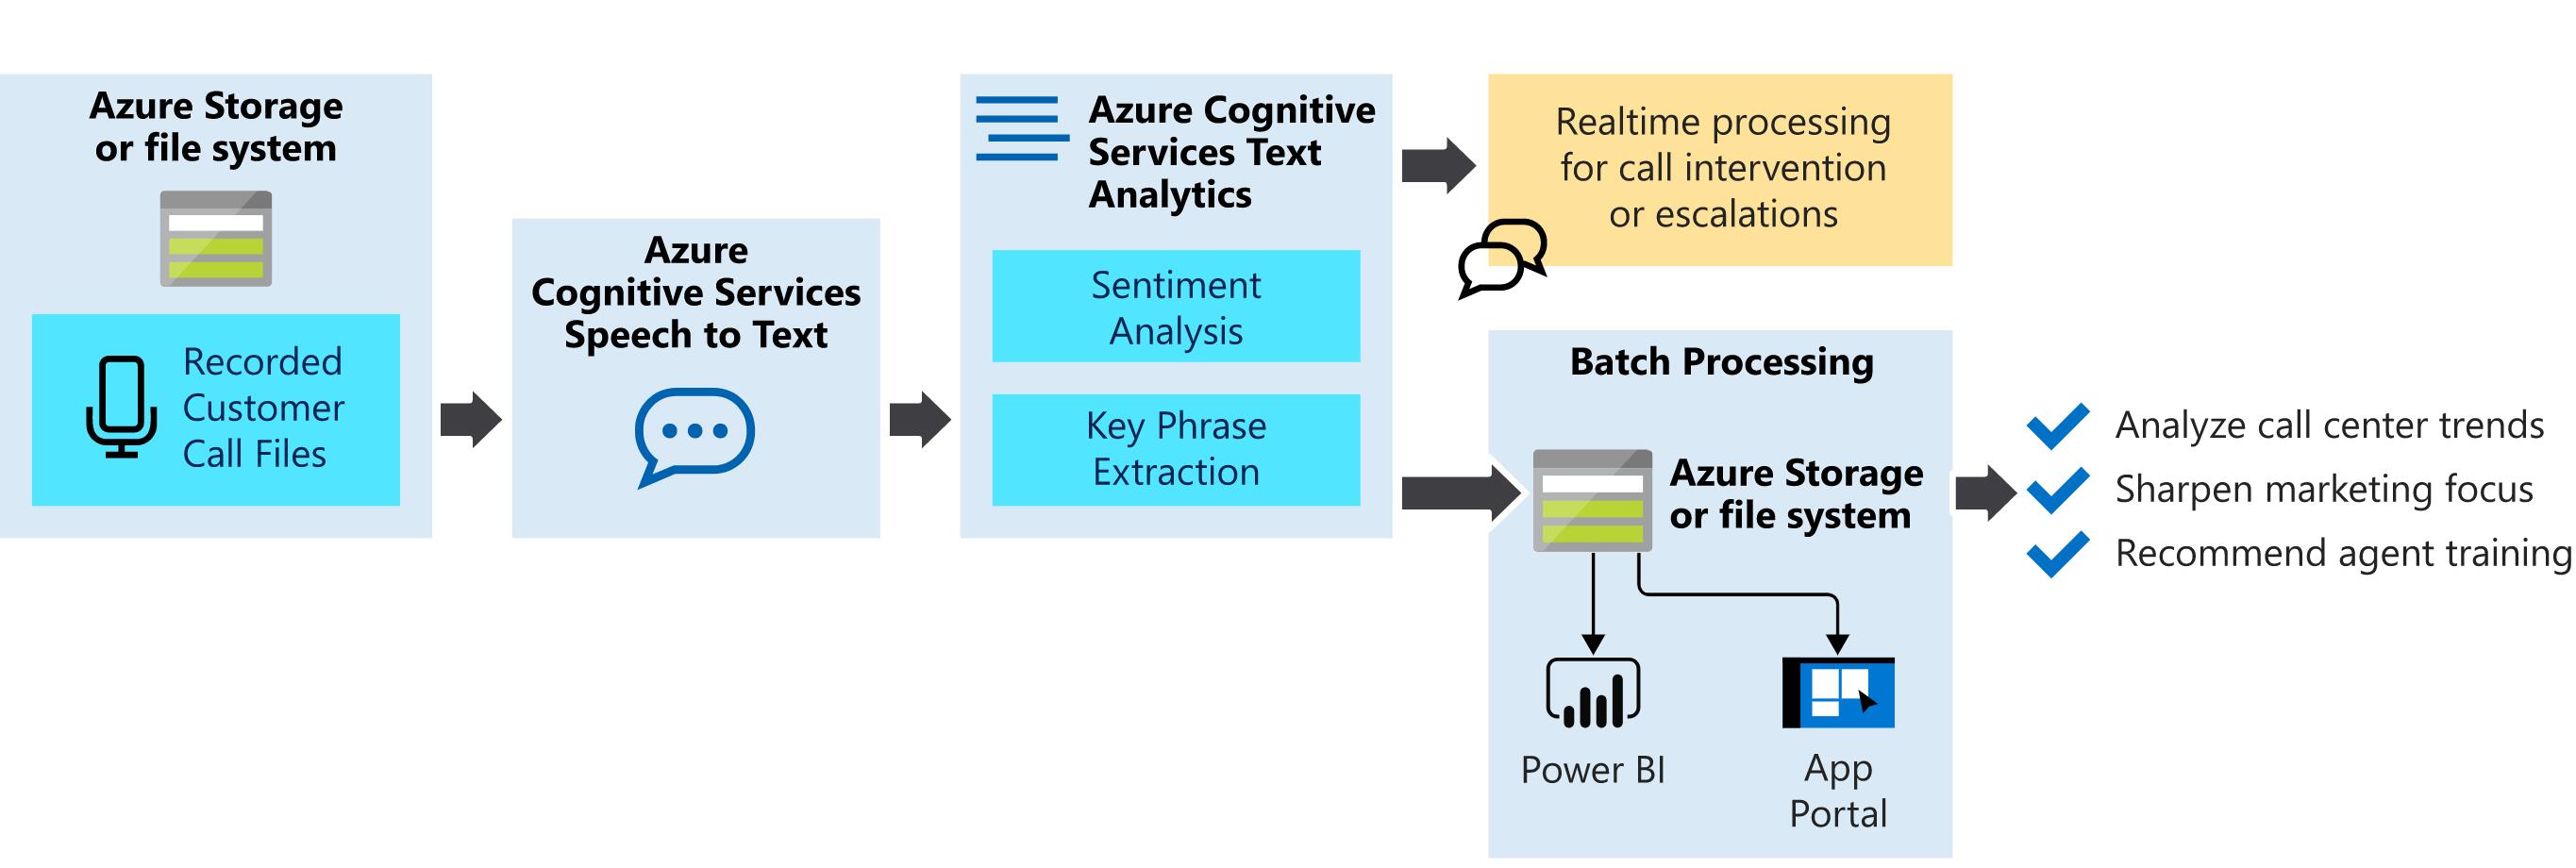 Azure Storage
or file system
Recorded
Customer
Call Files
Azure
Cognitive Services
Speech to Text
Azure Cognitive
Services Text
Analytics
Sentiment
Analysis
Key Phrase
Extraction
Realtime processing
for call intervention
or escalations
Batch Processing
Azure Storage
or file system
Power BI
App
Portal
Analyze call center trends
Sharpen marketing focus
Recommend agent training